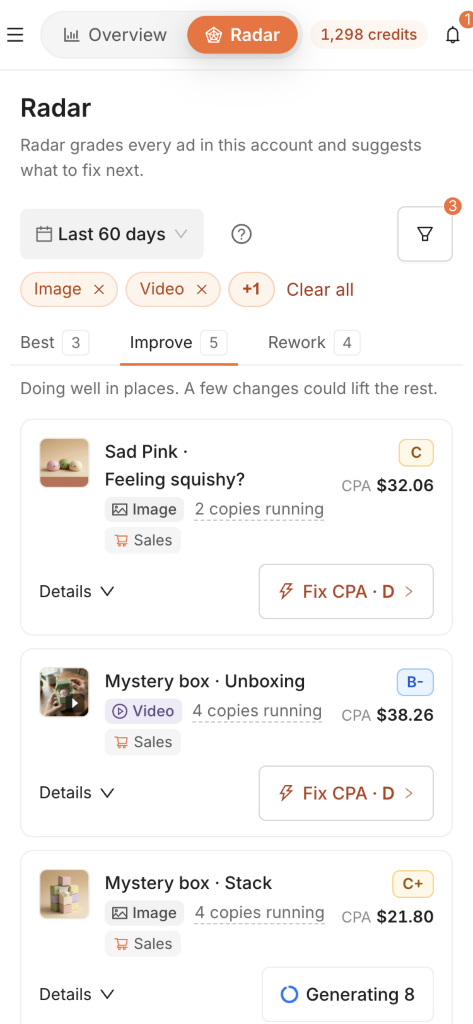 Overview
Radar
1,298 credits
1
Radar
Radar grades every ad in this account and suggests
what to fix next.
Last 60 days
3
Image
Video
+1
Clear all
Best 3
Improve 5
Rework 4
Doing well in places. A few changes could lift the rest.
Sad Pink ·
Feeling squishy?
C
CPA $32.06
Image
2 copies running
Sales
Details
Fix CPA · D
Mystery box · Unboxing
B-
Video
4 copies running
CPA $38.26
Sales
Details
Fix CPA · D
Mystery box · Stack
C+
Image
4 copies running
CPA $21.80
Sales
Details
Generating 8